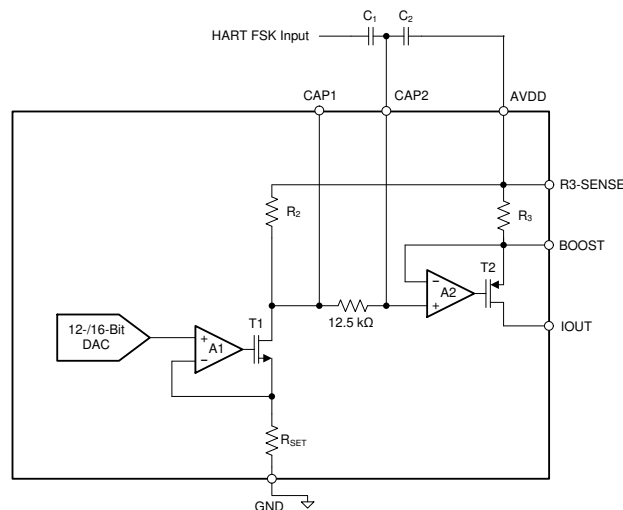 C1 C2
HART FSK Input
CAP1 CAP2 AVDD
R3-SENSE
R2 R3
BOOST
T2
A2
12.5 kΩ
IOUT
12-/16-Bit
DAC
T1
A1
RSET
GND